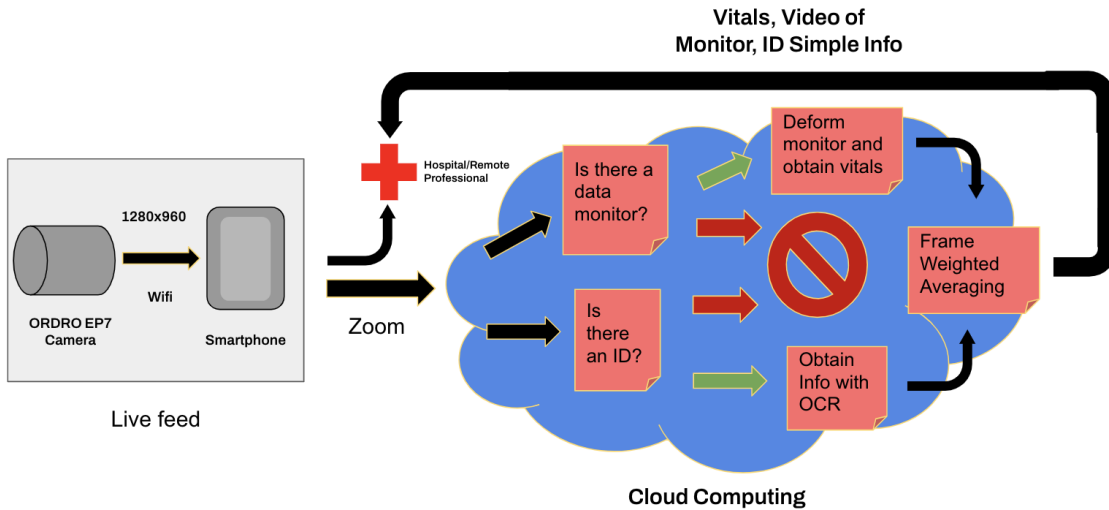 Vitals, Video of
Monitor, ID Simple Info
Hospital/Remote
Professional
1280x960
Wifi
ORDRO EP7
Camera
Smartphone
Live feed
Zoom
Is there a
data
monitor?
Deform
monitor and
obtain vitals
Is
there
an ID?
Obtain
Info with
OCR
Frame
Weighted
Averaging
Cloud Computing